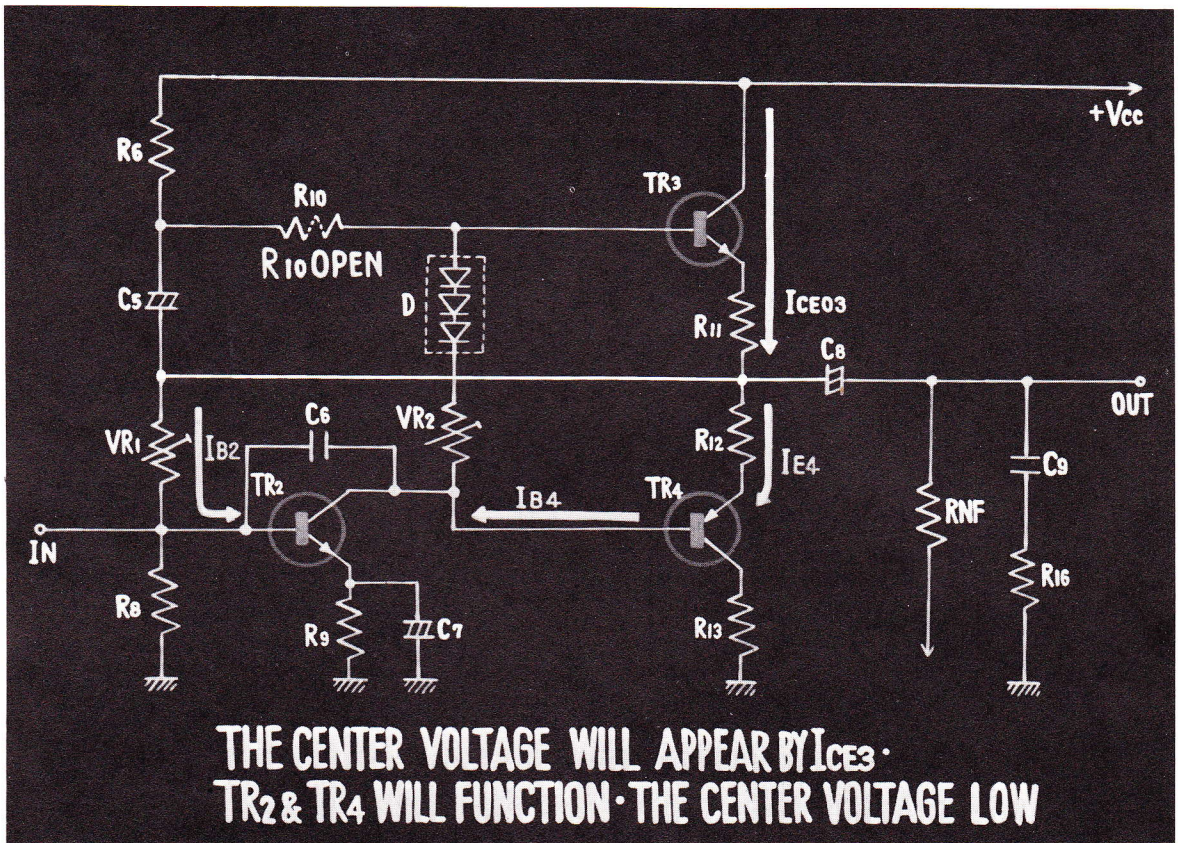 +Vcc
R6
R10
TR3
R10 OPEN
C5
D
R11
ICEO3
C8
OUT
VR1
IB2
C6
VR2
R12
IE4
C9
TR2
IB4
TR4
RNF
IN
R8
R9
C7
R13
R16
THE CENTER VOLTAGE WILL APPEAR BY ICE3.
TR2 & TR4 WILL FUNCTION · THE CENTER VOLTAGE LOW